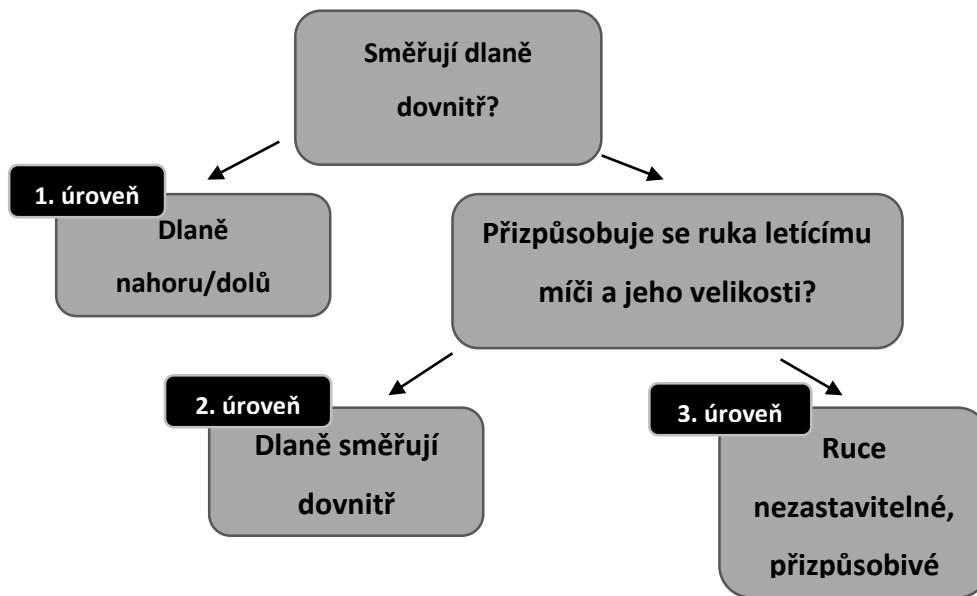 Směřují dlaně
dovnitř?
1. úroveň
Dlaně
nahoru/dolů
Přizpůsobuje se ruka letícímu
míči a jeho velikosti?
2. úroveň
Dlaně směřují
dovnitř
3. úroveň
Ruce
nezastavitelné,
přizpůsobivé